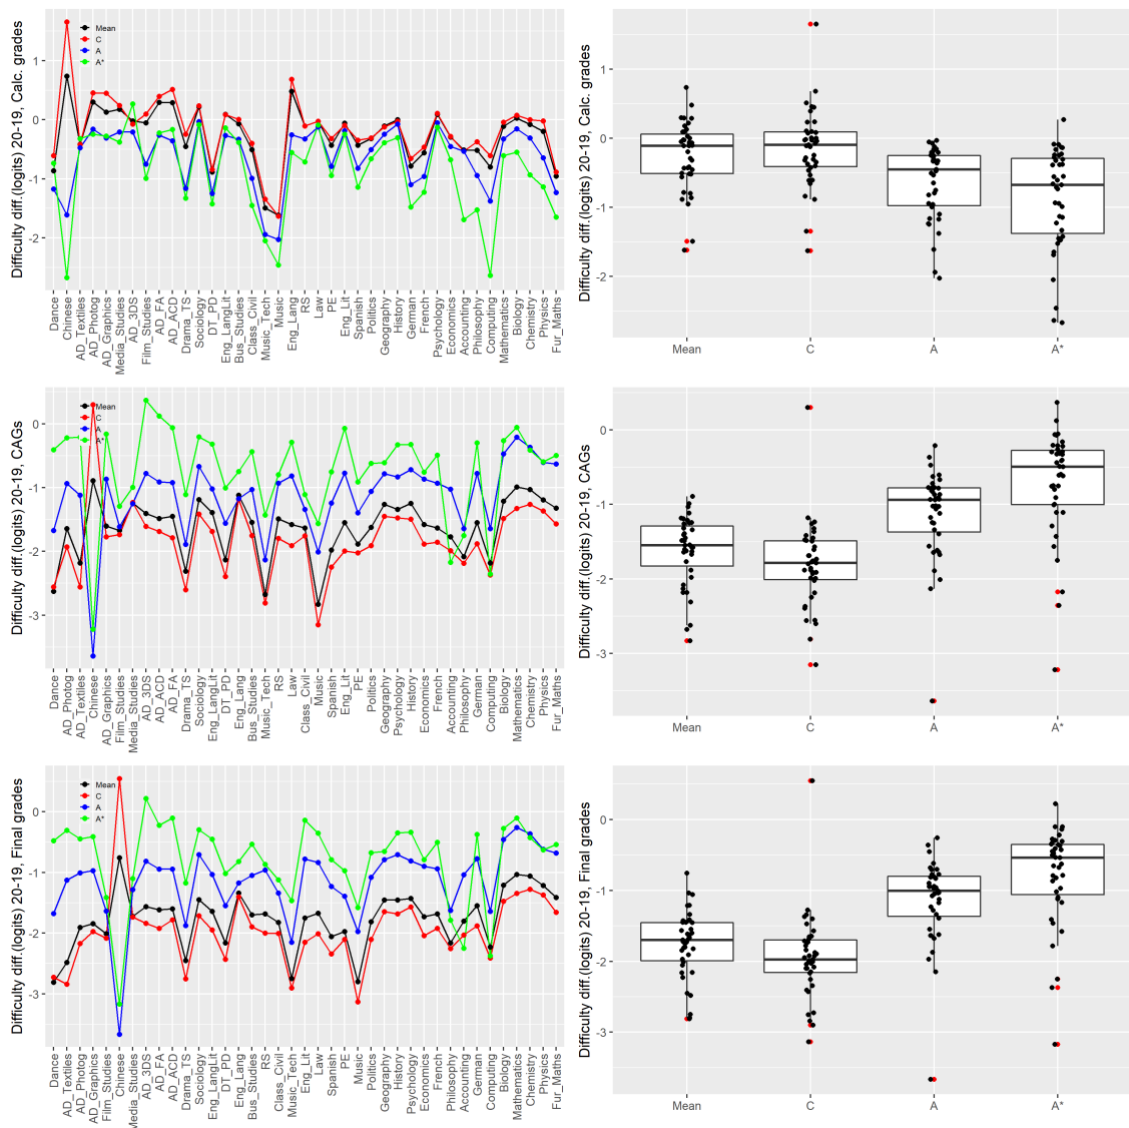 Difficulty diff.(logits) 20-19, Calc. grades
1
0
-1
-2
Mean
C
A
A*
Dance
Chinese
AD_Textiles
AD_Photog
AD_Graphics
Media_Studies
AD_3DS
Film_Studies
AD_FA
AD_ACD
Drama_TS
Sociology
DT_PD
Eng_LangLit
Bus_Studies
Class_Civil
Music_Tech
Music
Eng_Lang
RS
Law
PE
Eng_Lit
Spanish
Politics
Geography
History
German
French
Psychology
Economics
Accounting
Philosophy
Computing
Mathematics
Biology
Chemistry
Physics
Fur_Maths
Difficulty diff.(logits) 20-19, Calc. grades
1
0
-1
-2
Mean C A A*
Difficulty diff.(logits) 20-19, CAGs
0
-1
-2
-3
Mean
C
A
A*
Dance
AD_Photog
AD_Textiles
Chinese
AD_Graphics
Film_Studies
Media_Studies
AD_3DS
AD_ACD
AD_FA
Drama_TS
Sociology
Eng_LangLit
DT_PD
Eng_Lang
Bus_Studies
Music_Tech
RS
Law
Class_Civil
Music
Spanish
Eng_Lit
PE
Politics
Geography
Psychology
History
Economics
French
Accounting
Philosophy
German
Computing
Biology
Mathematics
Chemistry
Physics
Fur_Maths
Difficulty diff.(logits) 20-19, CAGs
0
-1
-2
-3
Mean C A A*
Difficulty diff.(logits) 20-19, Final grades
0
-1
-2
-3
Mean
C
A
A*
Dance
AD_Textiles
AD_Photog
AD_Graphics
Film_Studies
Chinese
Media_Studies
AD_3DS
AD_FA
AD_ACD
Drama_TS
Sociology
Eng_LangLit
DT_PD
Eng_Lang
Bus_Studies
RS
Class_Civil
Music_Tech
Eng_Lit
Law
Spanish
PE
Music
Politics
Geography
History
Psychology
Economics
French
Philosophy
Accounting
German
Computing
Biology
Mathematics
Chemistry
Physics
Fur_Maths
Difficulty diff.(logits) 20-19, Final grades
0
-1
-2
-3
Mean C A A*